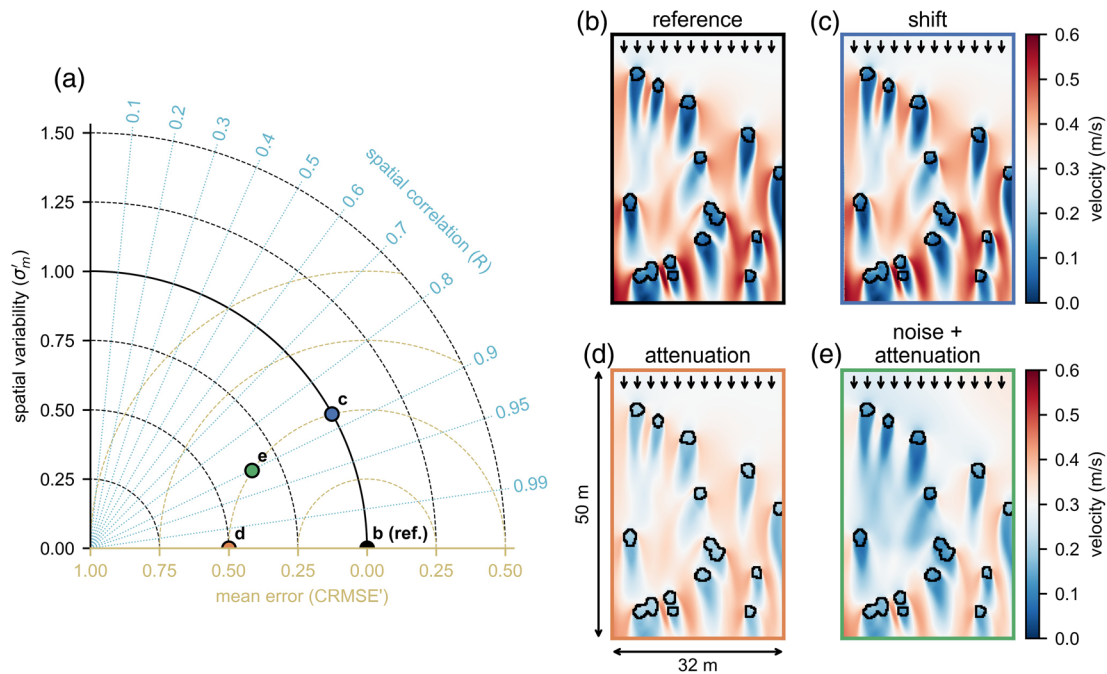 (a)
spatial variability (σ′m)
1.50
1.25
1.00
0.75
0.50
0.25
0.00
0.1
0.2
0.3
0.4
0.5
0.6
0.7
0.8
0.9
0.95
0.99
spatial correlation (R)
c
e
d
b (ref.)
1.00
0.75
0.50
0.25
0.00
0.50
mean error (CRMSE')
(b)
reference
(c)
shift
0.6
0.5
0.4
0.3
0.2
0.1
0.0
velocity (m/s)
(d)
attenuation
(e)
noise +
attenuation
0.6
0.5
0.4
0.3
0.2
0.1
0.0
velocity (m/s)
50 m
32 m